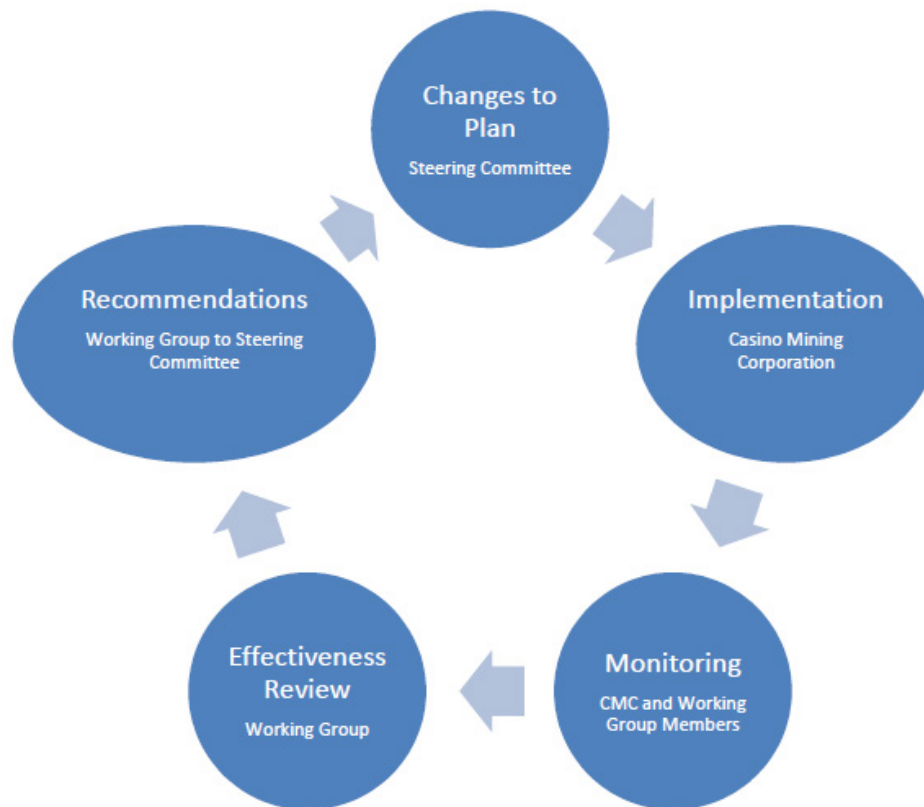 Changes to
Plan
Steering Committee
Implementation
Casino Mining
Corporation
Monitoring
CMC and Working
Group Members
Effectiveness
Review
Working Group
Recommendations
Working Group to Steering
Committee